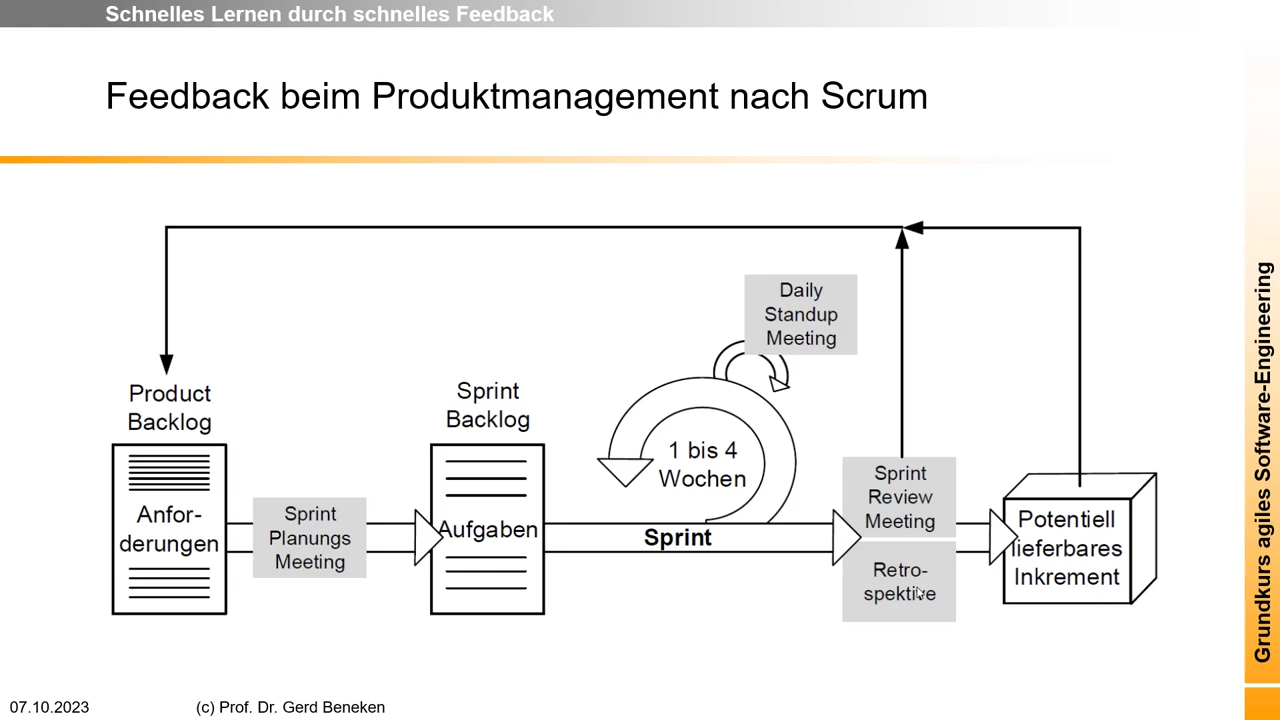 Schnelles Lernen durch schnelles Feedback
Feedback beim Produktmanagement nach Scrum
Daily
Standup
Meeting
Product
Backlog
Sprint
Backlog
1 bis 4
Wochen
Anfor-
derungen
Sprint
Planungs
Meeting
Aufgaben
Sprint
Sprint
Review
Meeting
Retro-
spektive
Potentiell
lieferbares
Inkrement
Grundkurs agiles Software-Engineering
07.10.2023
(c) Prof. Dr. Gerd Beneken